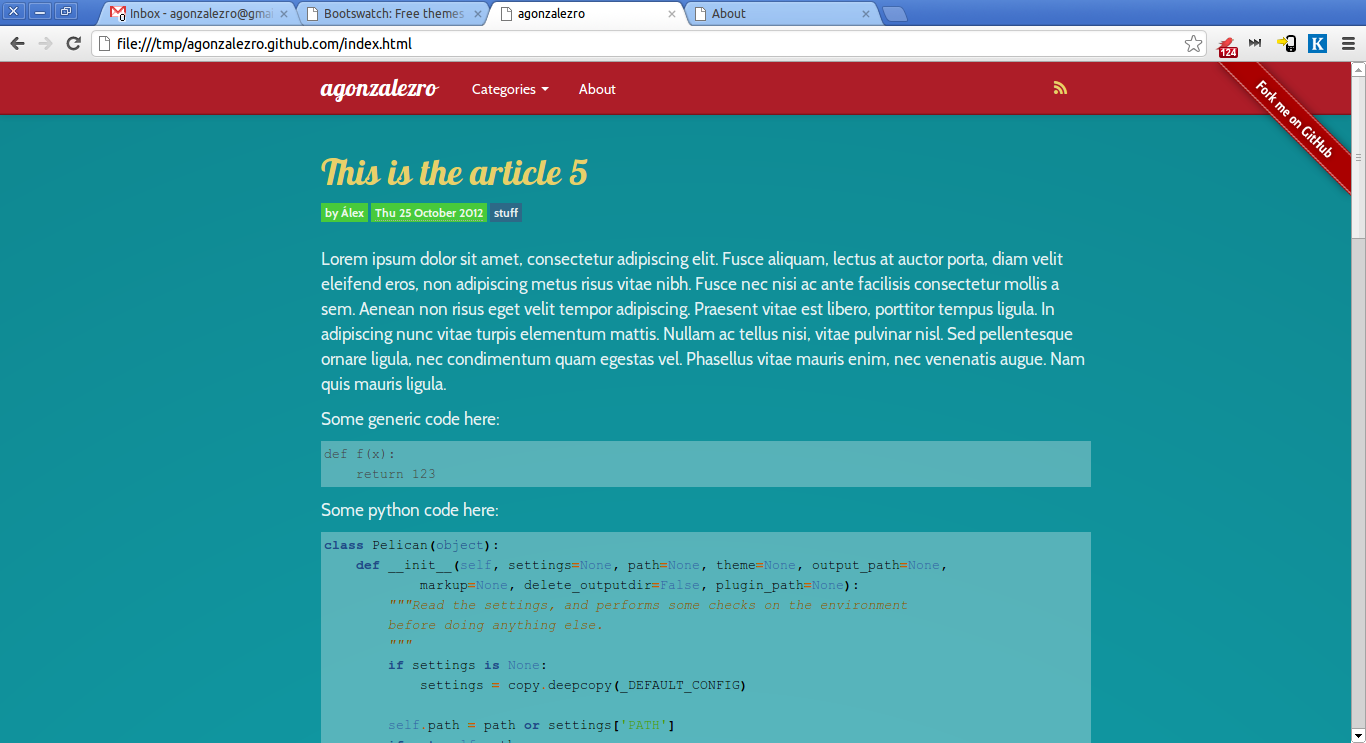 Inbox - agonzalezro@gmai
Bootswatch: Free themes
agonzalezro
About
file:///tmp/agonzalezro.github.com/index.html
124
K
agonzalezro
Categories
About
Fork me on GitHub
This is the article 5
by Álex
Thu 25 October 2012
stuff
Lorem ipsum dolor sit amet, consectetur adipiscing elit. Fusce aliquam, lectus at auctor porta, diam velit
eleifend eros, non adipiscing metus risus vitae nibh. Fusce nec nisi ac ante facilisis consectetur mollis a
sem. Aenean non risus eget velit tempor adipiscing. Praesent vitae est libero, porttitor tempus ligula. In
adipiscing nunc vitae turpis elementum mattis. Nullam ac tellus nisi, vitae pulvinar nisl. Sed pellentesque
ornare ligula, nec condimentum quam egestas vel. Phasellus vitae mauris enim, nec venenatis augue. Nam
quis mauris ligula.
Some generic code here:
def f(x):
    return 123
Some python code here:
class Pelican(object):
    def __init__(self, settings=None, path=None, theme=None, output_path=None,
            markup=None, delete_outputdir=False, plugin_path=None):
        """Read the settings, and performs some checks on the environment
        before doing anything else.
        """
        if settings is None:
            settings = copy.deepcopy(_DEFAULT_CONFIG)
        self.path = path or settings['PATH']